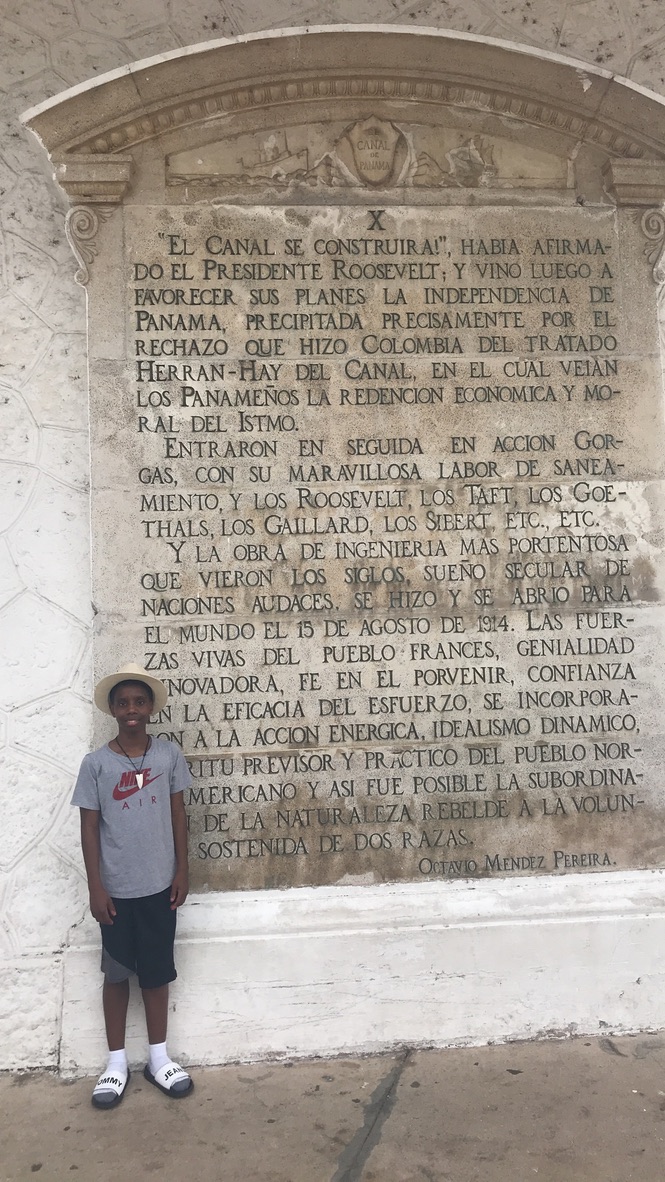 CANAL
DE
PANAMA
X
"EL CANAL SE CONSTRUIRA!", HABIA AFIRMA-
DO EL PRESIDENTE ROOSEVELT; Y VINO LUEGO A
FAVORECER SUS PLANES LA INDEPENDENCIA DE
PANAMA, PRECIPITADA PRECISAMENTE POR EL
RECHAZO QUE HIZO COLOMBIA DEL TRATADO
HERRAN-HAY DEL CANAL, EN EL CUAL VEIAN
LOS PANAMEÑOS LA REDENCION ECONOMICA Y MO-
RAL DEL ISTMO.
ENTRARON EN SEGUIDA EN ACCION GOR-
GAS, CON SU MARAVILLOSA LABOR DE SANEA-
MIENTO, Y LOS ROOSEVELT, LOS TAFT, LOS GOE-
THALS, LOS GAILLARD, LOS SIBERT, ETC., ETC.
Y LA OBRA DE INGENIERIA MAS PORTENTOSA
QUE VIERON LOS SIGLOS, SUEÑO SECULAR DE
NACIONES AUDACES, SE HIZO Y SE ABRIO PARA
EL MUNDO EL 15 DE AGOSTO DE 1914. LAS FUER-
ZAS VIVAS DEL PUEBLO FRANCES, GENIALIDAD
NOVADORA, FE EN EL PORVENIR, CONFIANZA
EN LA EFICACIA DEL ESFUERZO, SE INCORPORA-
RON A LA ACCION ENERGICA, IDEALISMO DINAMICO,
RITU PREVISOR Y PRACTICO DEL PUEBLO NOR-
AMERICANO Y ASI FUE POSIBLE LA SUBORDINA-
N DE LA NATURALEZA REBELDE A LA VOLUN-
SOSTENIDA DE DOS RAZAS.
OCTAVIO MENDEZ PEREIRA.
NIKE
AIR
OMMY
JEAN